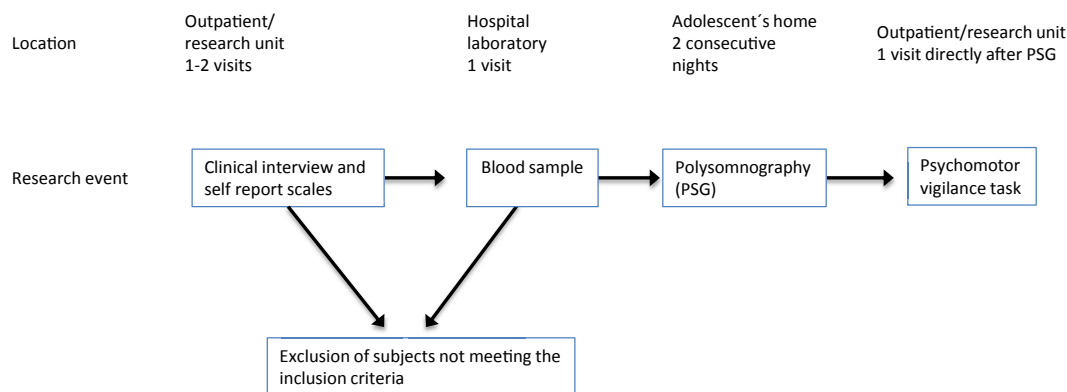 Location
Outpatient/
research unit
1-2 visits
Hospital
laboratory
1 visit
Adolescent´s home
2 consecutive
nights
Outpatient/research unit
1 visit directly after PSG
Research event
Clinical interview and
self report scales
Blood sample
Polysomnography
(PSG)
Psychomotor
vigilance task
Exclusion of subjects not meeting the
inclusion criteria